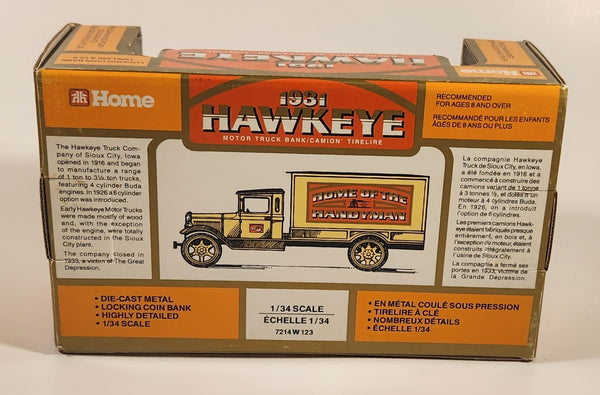 1931
HAWKEYE
Home
Home
1931
HAWKEYE
MOTOR TRUCK BANK/CAMION TIRELIRE
RECOMMENDED
FOR AGES 8 AND OVER
RECOMMANDÉ POUR LES ENFANTS
ÂGÉS DE 8 ANS OU PLUS
The Hawkeye Truck Com-
pany of Sioux City, Iowa
opened in 1916 and began
to manufacture a range
of 1 ton to 3½ ton trucks,
featuring 4 cylinder Buda
engines. In 1926 a 6 cylinder
option was introduced.
Early Hawkeye Motor Trucks
were made mostly of wood
and, with the exception
of the engine, were totally
constructed in the Sioux
City plant.
The company closed in
1933, a victim of The Great
Depression.
HOME OF THE
HANDYMAN
La compagnie Hawkeye
Truck de Sioux City, en Iowa,
a été fondée en 1916 et a
commencé à construire des
camions variant de 1 tonne
à 3 tonnes ½, et dotés d'un
moteur à 4 cylindres Buda.
En 1926, on a introduit
l'option de 6 cylindres.
Les premiers camions Hawk-
eye étaient fabriqués presque
entièrement, en bois et, à
l'exception du moteur, étaient
construits intégralement à
l'usine de Sioux City.
La compagnie a fermé ses
portes en 1933, victime de
la Grande Dépression.
• DIE-CAST METAL
• LOCKING COIN BANK
• HIGHLY DETAILED
• 1/34 SCALE
1/34 SCALE
ÉCHELLE 1/34
7214W123
• EN MÉTAL COULÉ SOUS PRESSION
• TIRELIRE À CLÉ
• NOMBREUX DÉTAILS
• ÉCHELLE 1/34